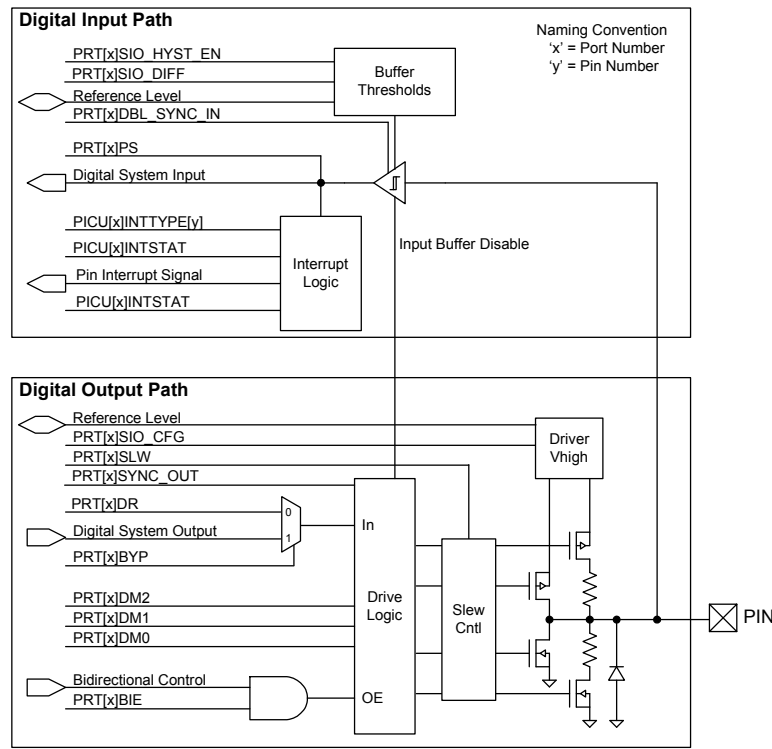 Digital Input Path
Naming Convention
'x' = Port Number
'y' = Pin Number
PRT[x]SIO_HYST_EN
PRT[x]SIO_DIFF
Reference Level
PRT[x]DBL_SYNC_IN
Buffer
Thresholds
PRT[x]PS
Digital System Input
PICU[x]INTTYPE[y]
PICU[x]INTSTAT
Pin Interrupt Signal
PICU[x]INTSTAT
Interrupt
Logic
Input Buffer Disable
Digital Output Path
Reference Level
PRT[x]SIO_CFG
PRT[x]SLW
PRT[x]SYNC_OUT
Driver
Vhigh
PRT[x]DR
Digital System Output
PRT[x]BYP
0
1
In
PRT[x]DM2
PRT[x]DM1
PRT[x]DM0
Drive
Logic
Slew
Cntl
PIN
Bidirectional Control
PRT[x]BIE
OE